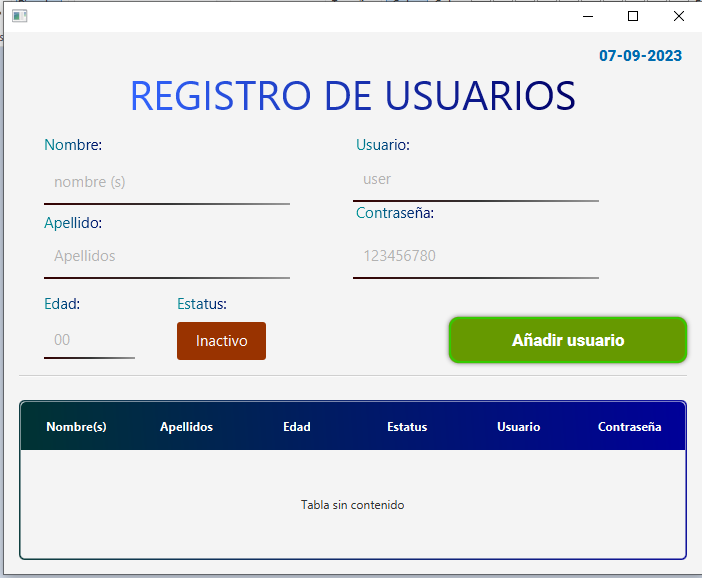 07-09-2023
REGISTRO DE USUARIOS
Nombre: Usuario:
nombre (s) user
Apellido: Contraseña:
Apellidos 123456780
Edad: Estatus:
00 Inactivo Añadir usuario
Nombre(s) Apellidos Edad Estatus Usuario Contraseña
Tabla sin contenido